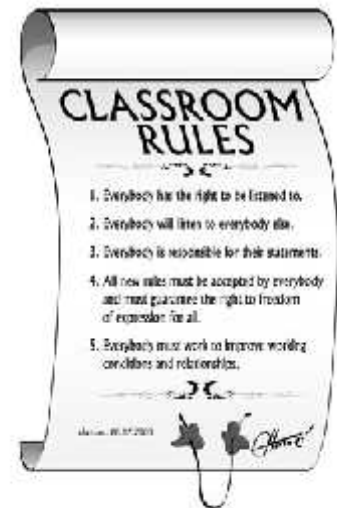 CLASSROOM
RULES
1. Everybody has the right to be listened to.
2. Everybody will listen to everybody else.
3. Everybody is responsible for their statements.
4. All new rules must be accepted by everybody
and must guarantee the right to freedom
of expression for all.
5. Everybody must work to improve working
conditions and relationships.